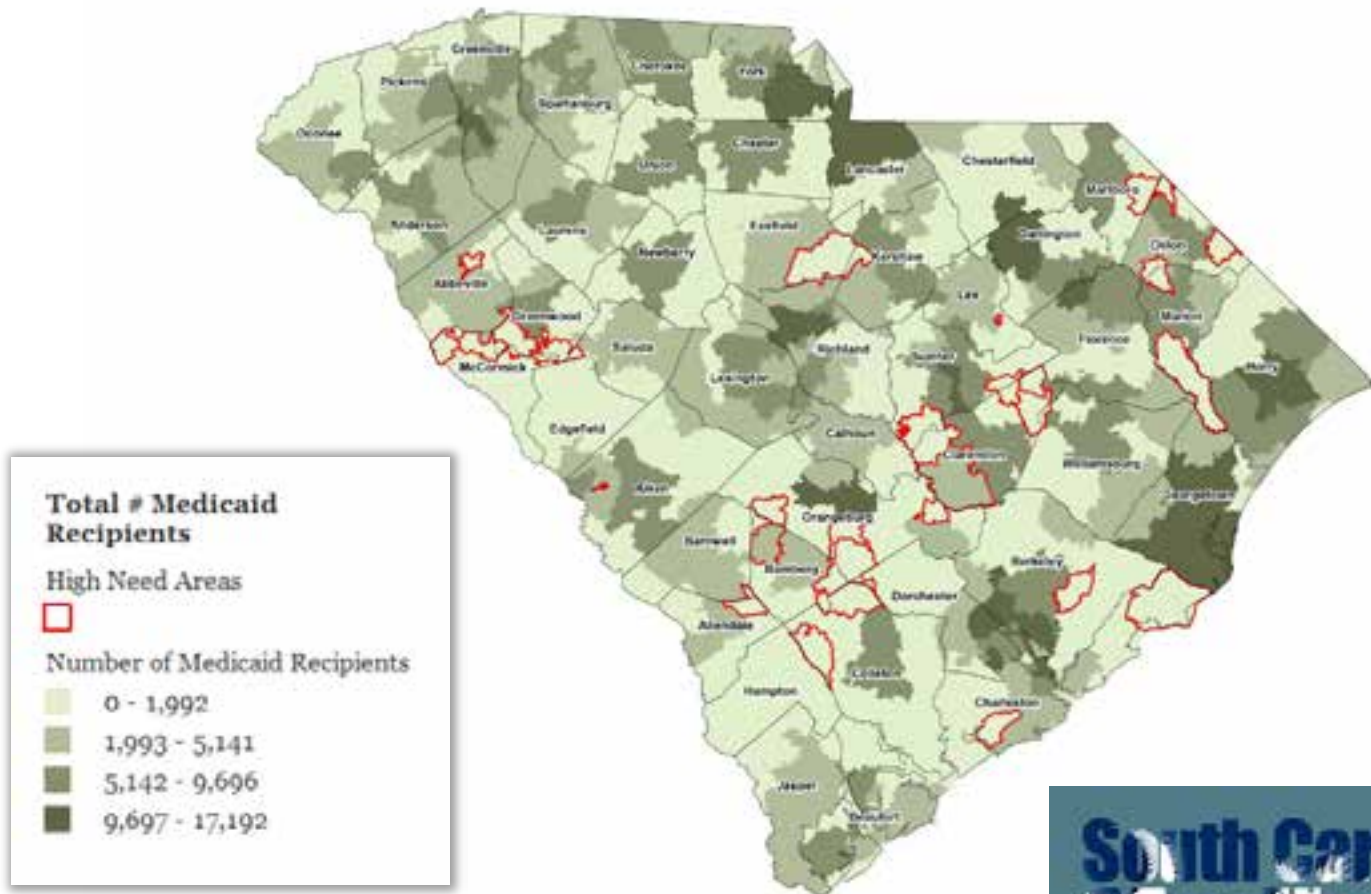 Greenville
Cherokee
York
Pickens
Spartanburg
Oconee
Union
Chester
Lancaster
Chesterfield
Marlboro
Anderson
Laurens
Newberry
Fairfield
Kershaw
Darlington
Dillon
Abbeville
Greenwood
Lee
Marion
McCormick
Saluda
Lexington
Richland
Sumter
Florence
Horry
Edgefield
Calhoun
Clarendon
Williamsburg
Georgetown
Aiken
Orangeburg
Barnwell
Bamberg
Berkeley
Dorchester
Allendale
Colleton
Hampton
Charleston
Jasper
Beaufort
Total # Medicaid
Recipients
High Need Areas
Number of Medicaid Recipients
0 - 1,992
1,993 - 5,141
5,142 - 9,696
9,697 - 17,192
South Car